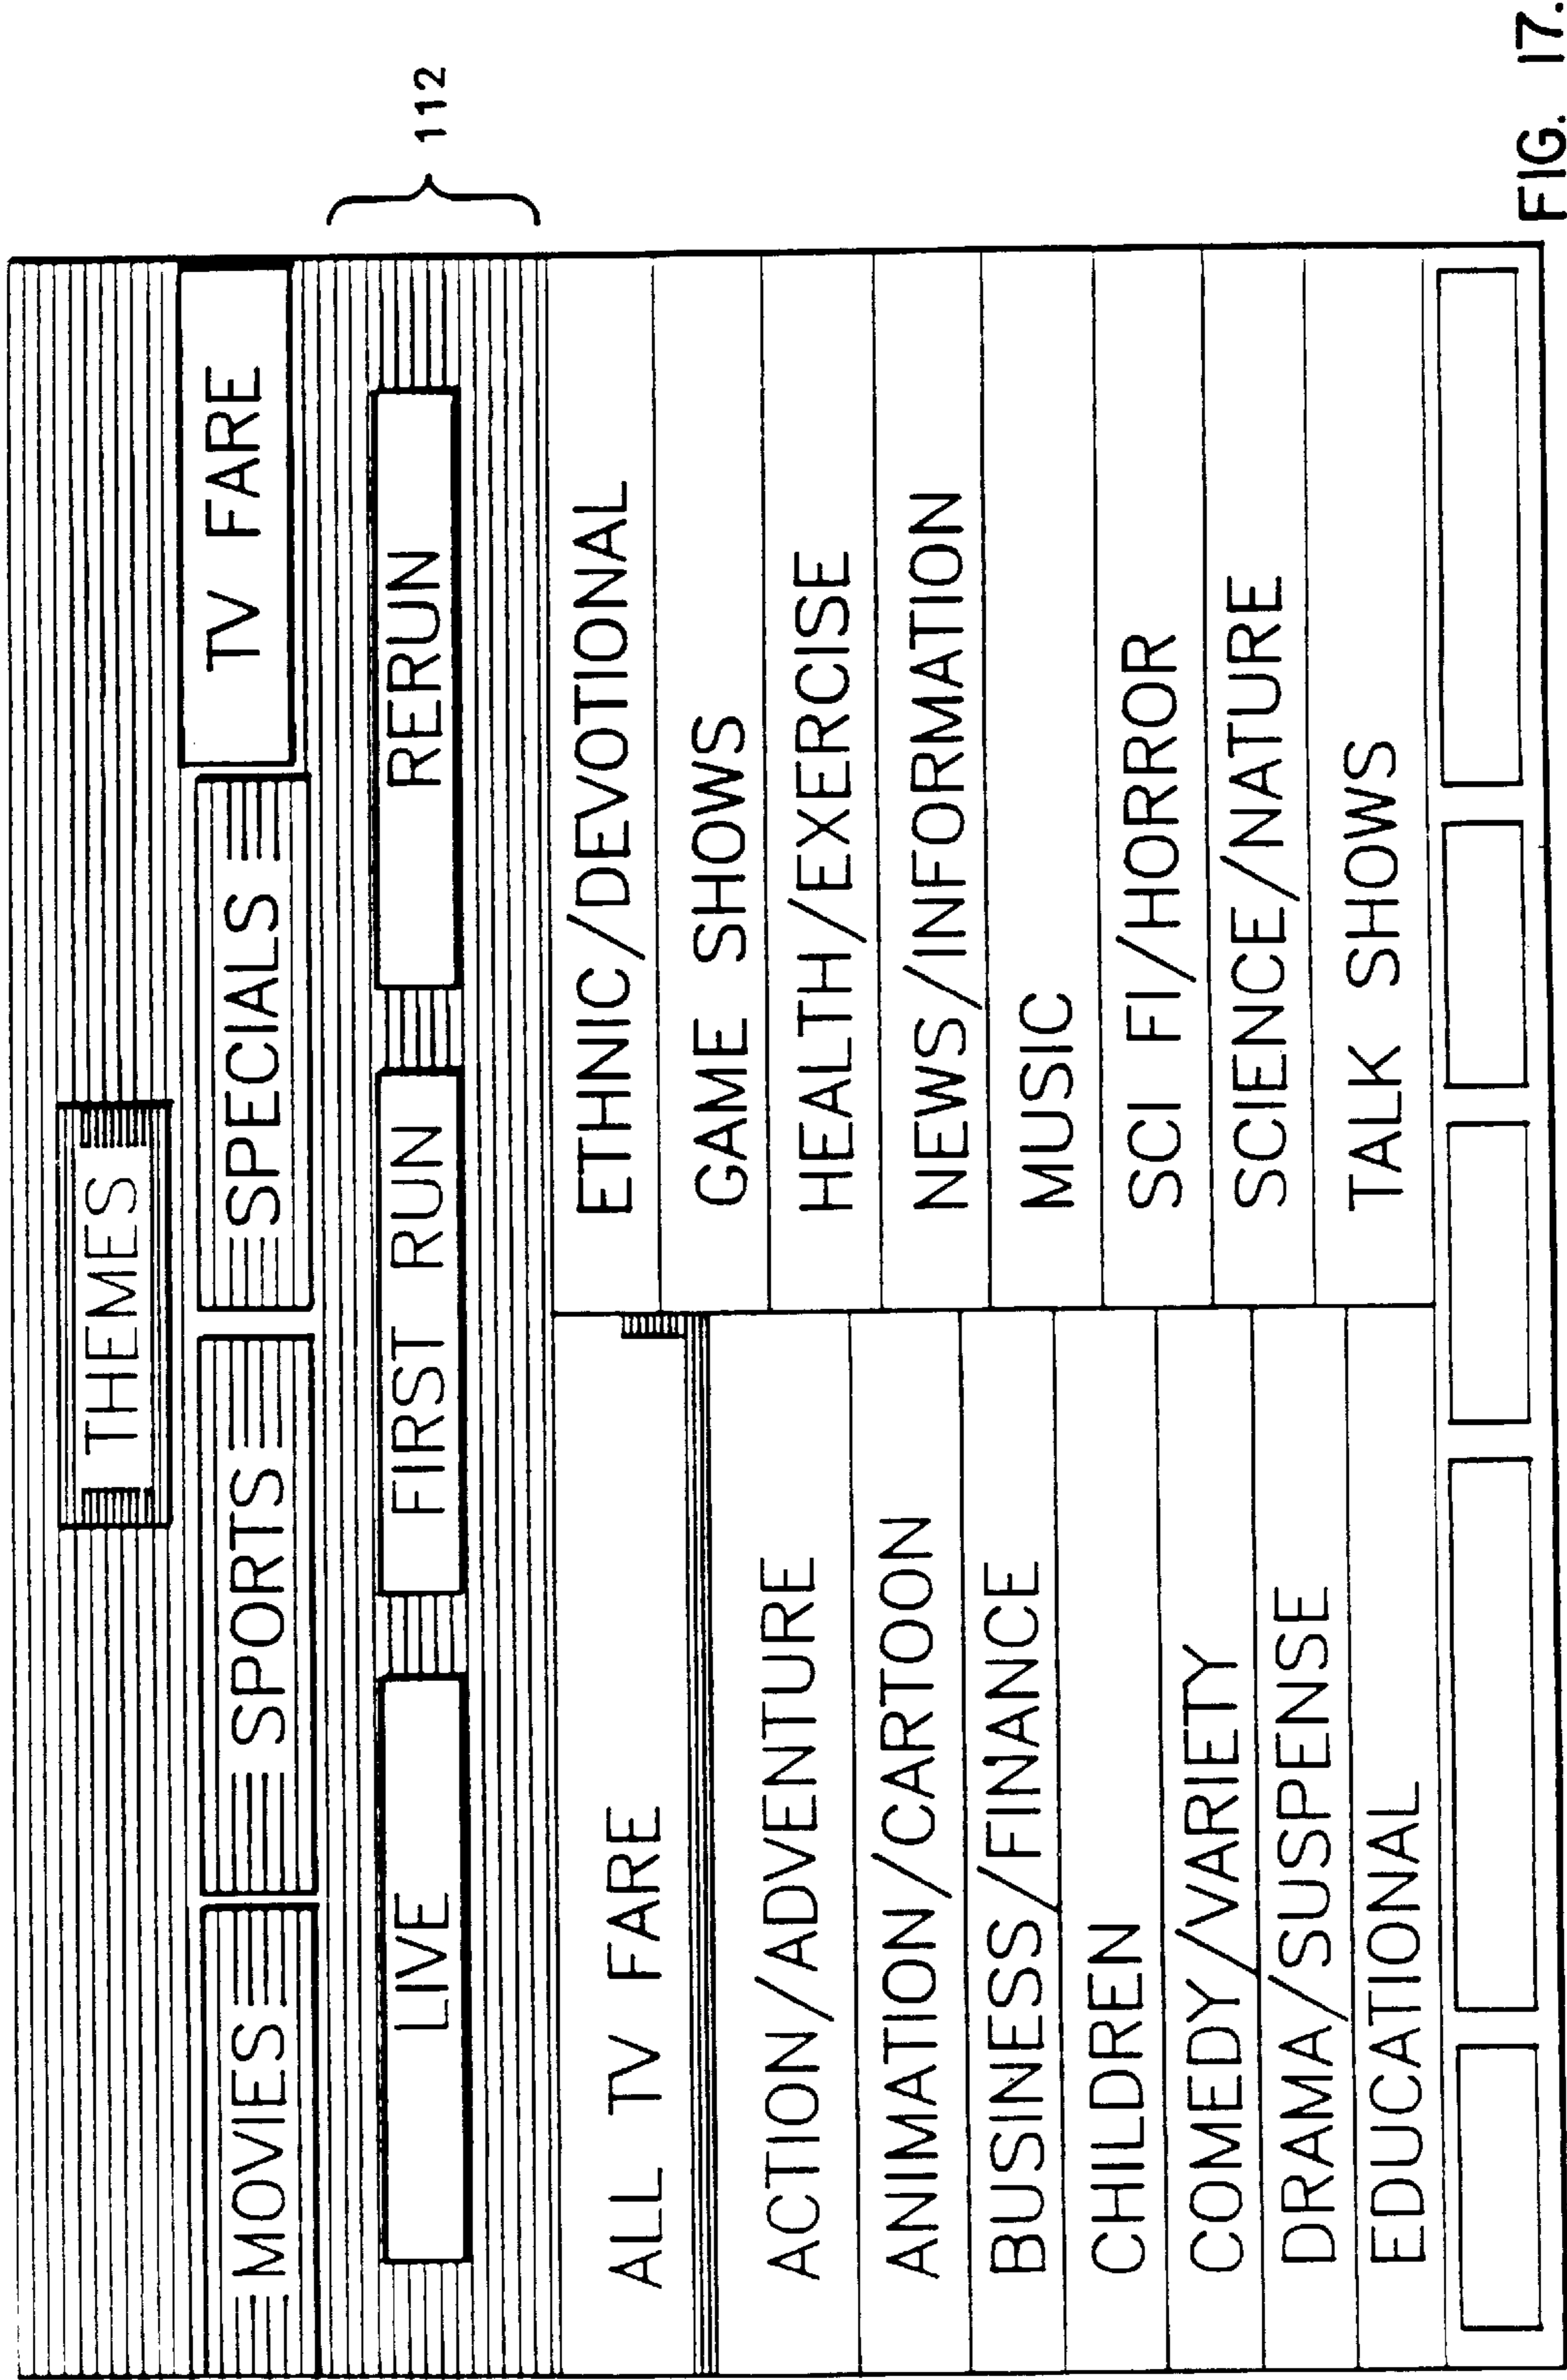 THEMES
MOVIES SPORTS SPECIALS TV FARE
LIVE FIRST RUN RERUN
112
ALL TV FARE
ACTION/ADVENTURE
ANIMATION/CARTOON
BUSINESS/FINANCE
CHILDREN
COMEDY/VARIETY
DRAMA/SUSPENSE
EDUCATIONAL
ETHNIC/DEVOTIONAL
GAME SHOWS
HEALTH/EXERCISE
NEWS/INFORMATION
MUSIC
SCI FI/HORROR
SCIENCE/NATURE
TALK SHOWS
FIG. 17.